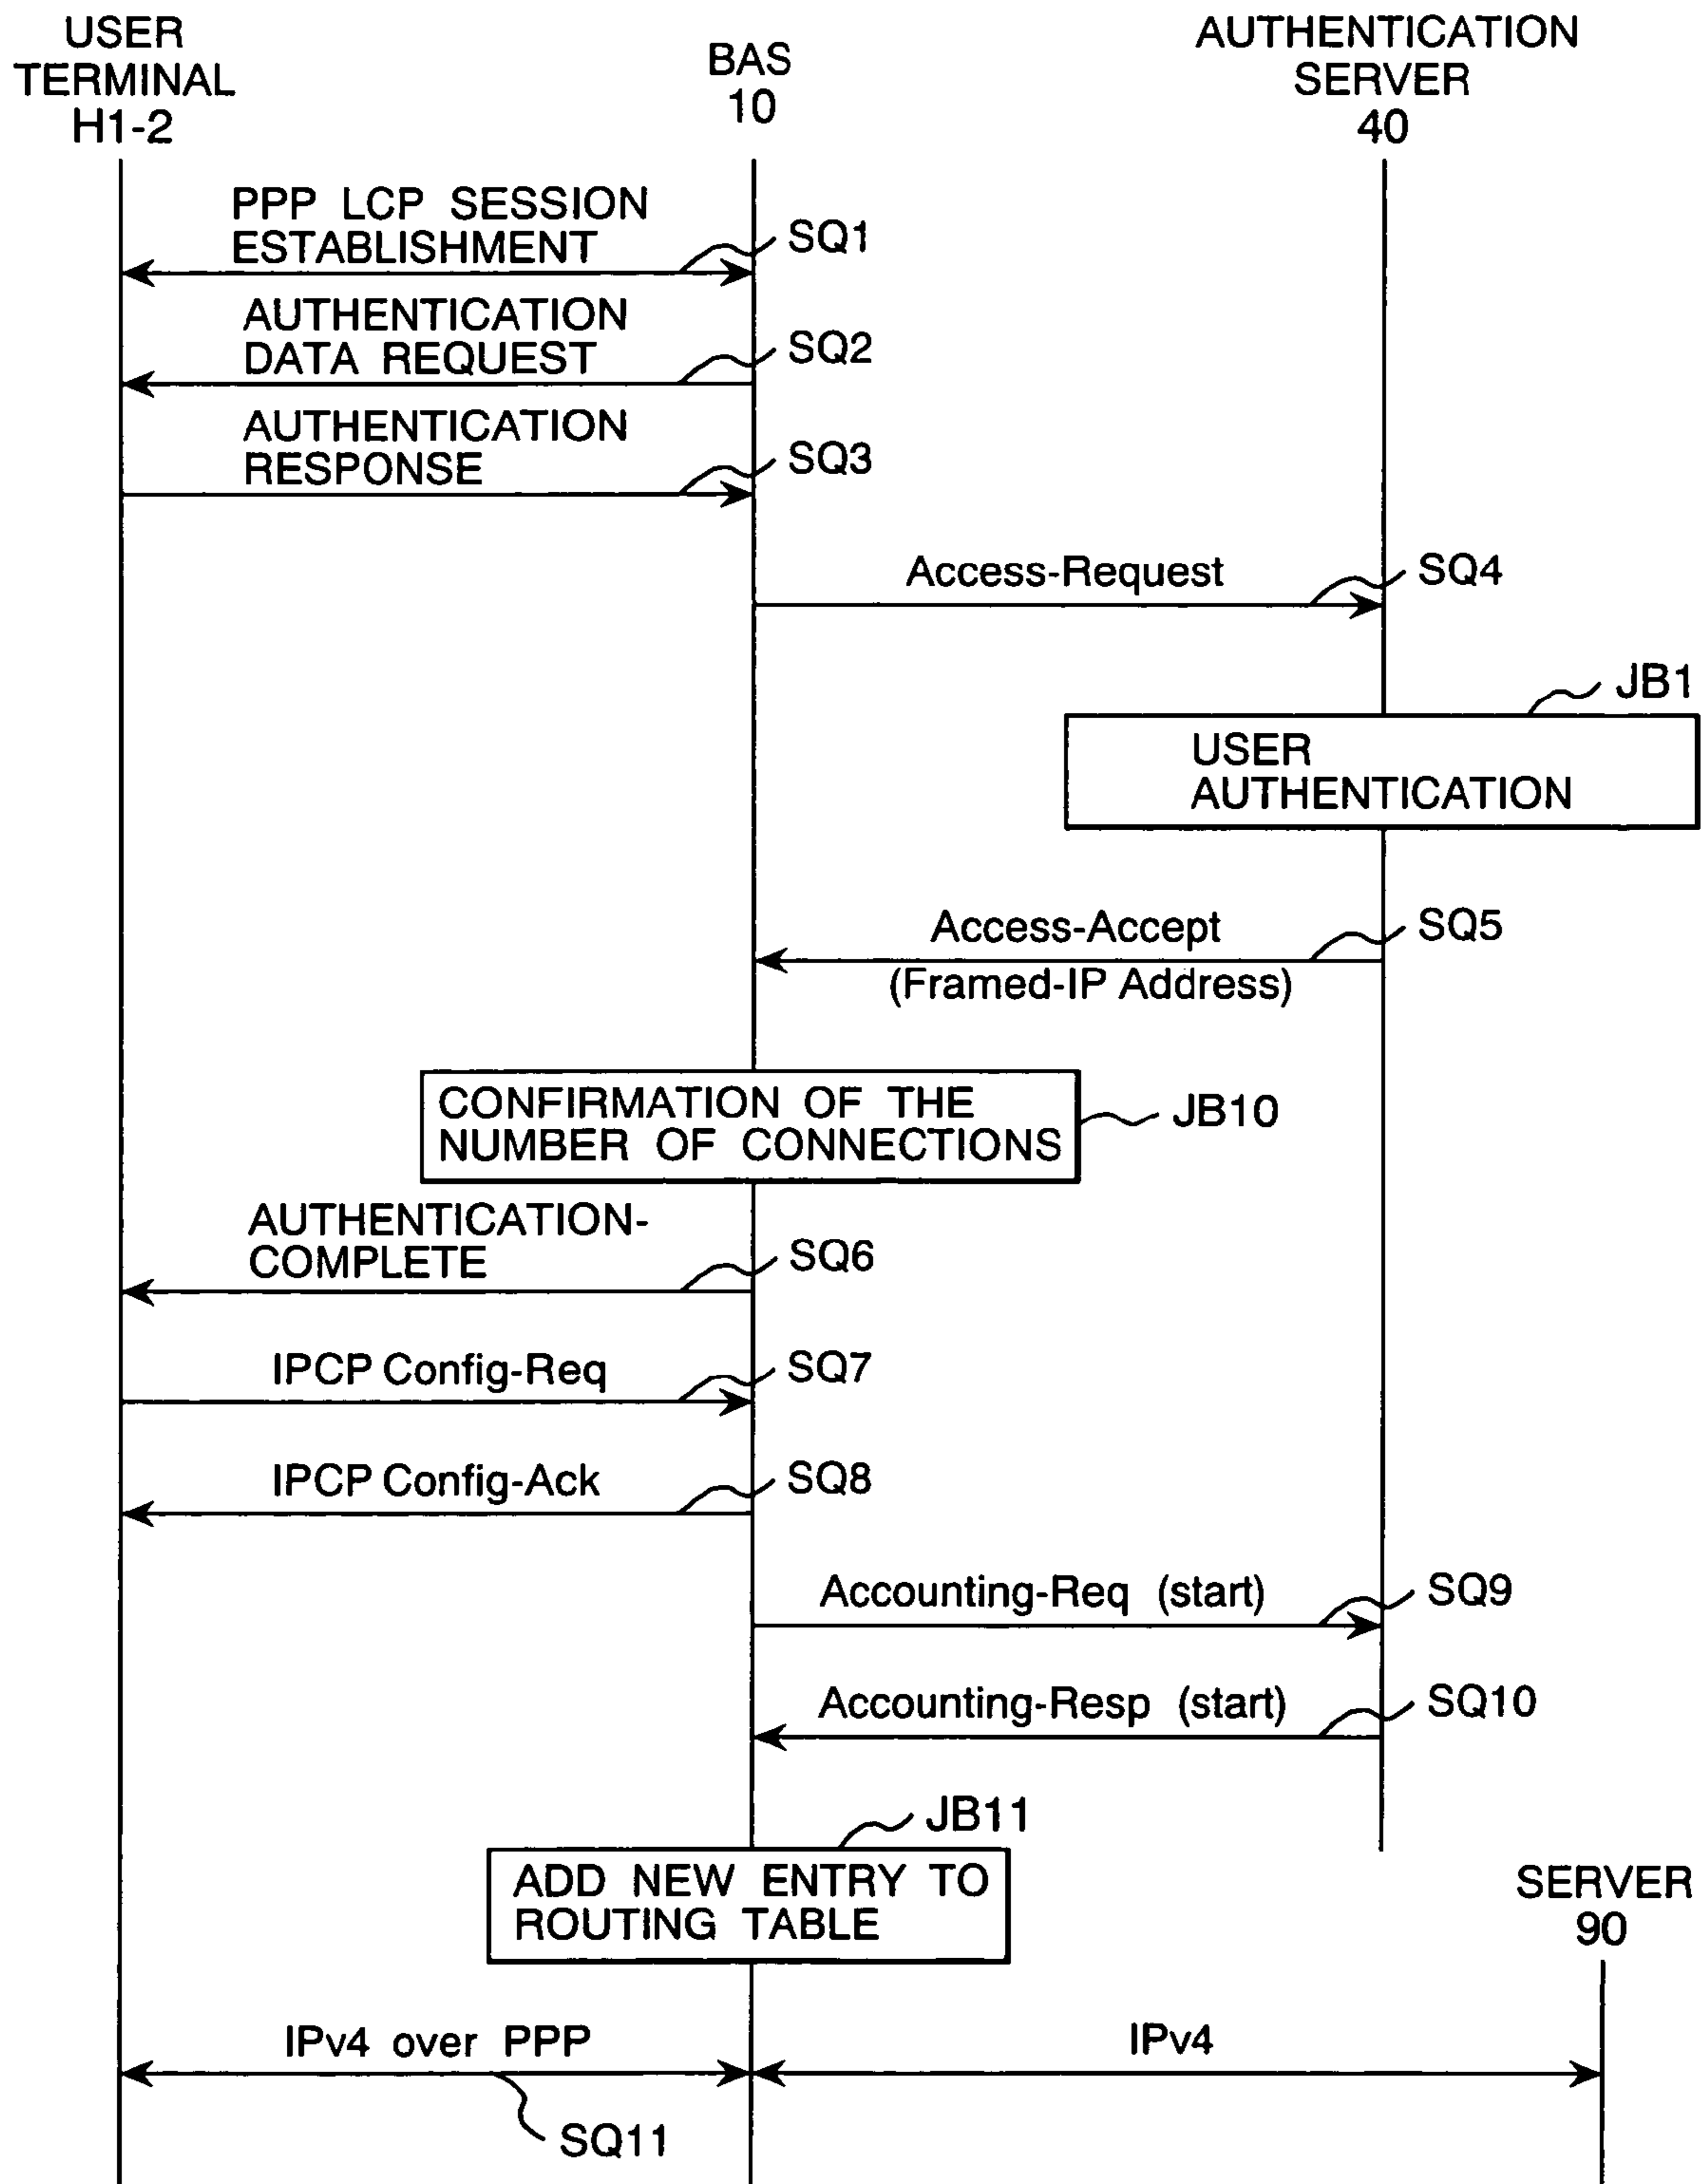 USER
TERMINAL
H1-2
BAS
10
AUTHENTICATION
SERVER
40
PPP LCP SESSION
ESTABLISHMENT
SQ1
AUTHENTICATION
DATA REQUEST
SQ2
AUTHENTICATION
RESPONSE
SQ3
Access-Request
SQ4
JB1
USER
AUTHENTICATION
Access-Accept
SQ5
(Framed-IP Address)
CONFIRMATION OF THE
NUMBER OF CONNECTIONS
JB10
AUTHENTICATION-
COMPLETE
SQ6
IPCP Config-Req
SQ7
IPCP Config-Ack
SQ8
Accounting-Req (start)
SQ9
Accounting-Resp (start)
SQ10
JB11
ADD NEW ENTRY TO
ROUTING TABLE
SERVER
90
IPv4 over PPP
IPv4
SQ11